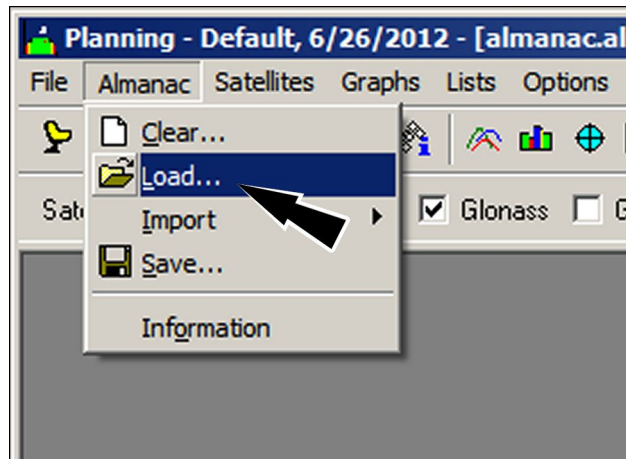 Planning - Default, 6/26/2012 - [almanac.al
File Almanac Satellites Graphs Lists Options
Clear...
Load...
Sat Glonass
Import
Save...
Information